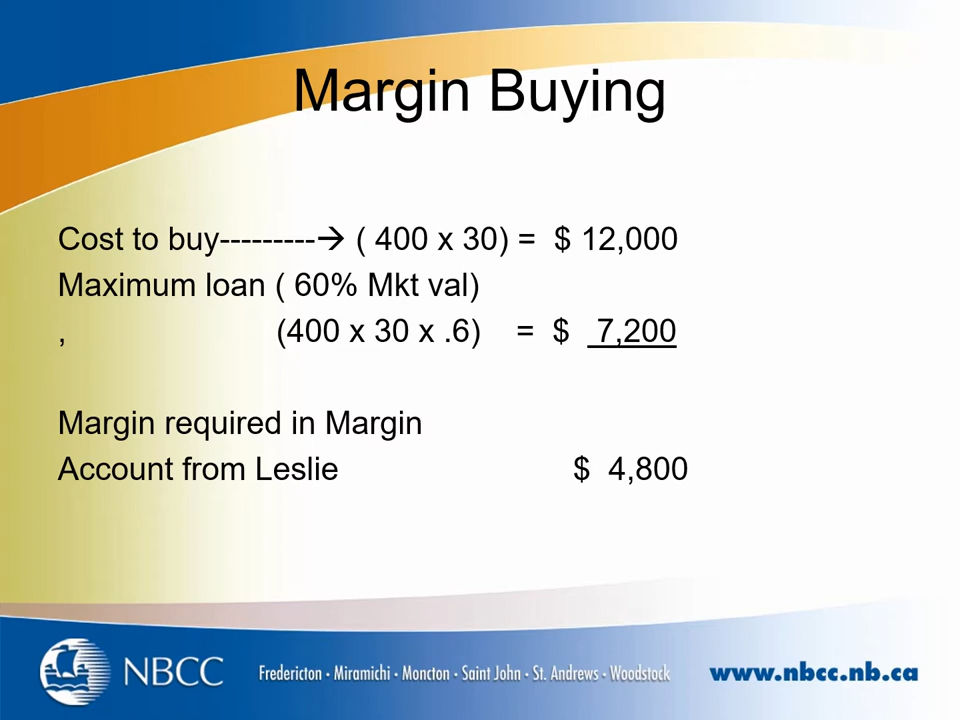 Margin Buying
Cost to buy---------→ ( 400 x 30) = $ 12,000
Maximum loan ( 60% Mkt val)
, (400 x 30 x .6) = $ 7,200
Margin required in Margin
Account from Leslie $ 4,800
NBCC Fredericton • Miramichi • Moncton • Saint John • St. Andrews • Woodstock www.nbcc.nb.ca